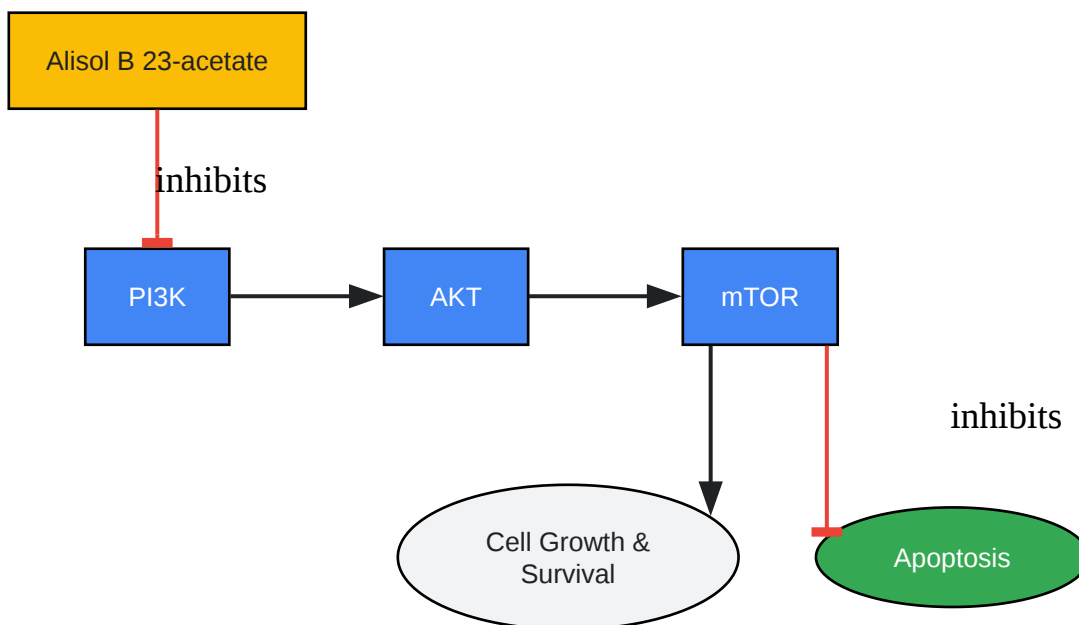 Alisol B 23-acetate
inhibits
PI3K
AKT
mTOR
inhibits
Cell Growth &
Survival
Apoptosis